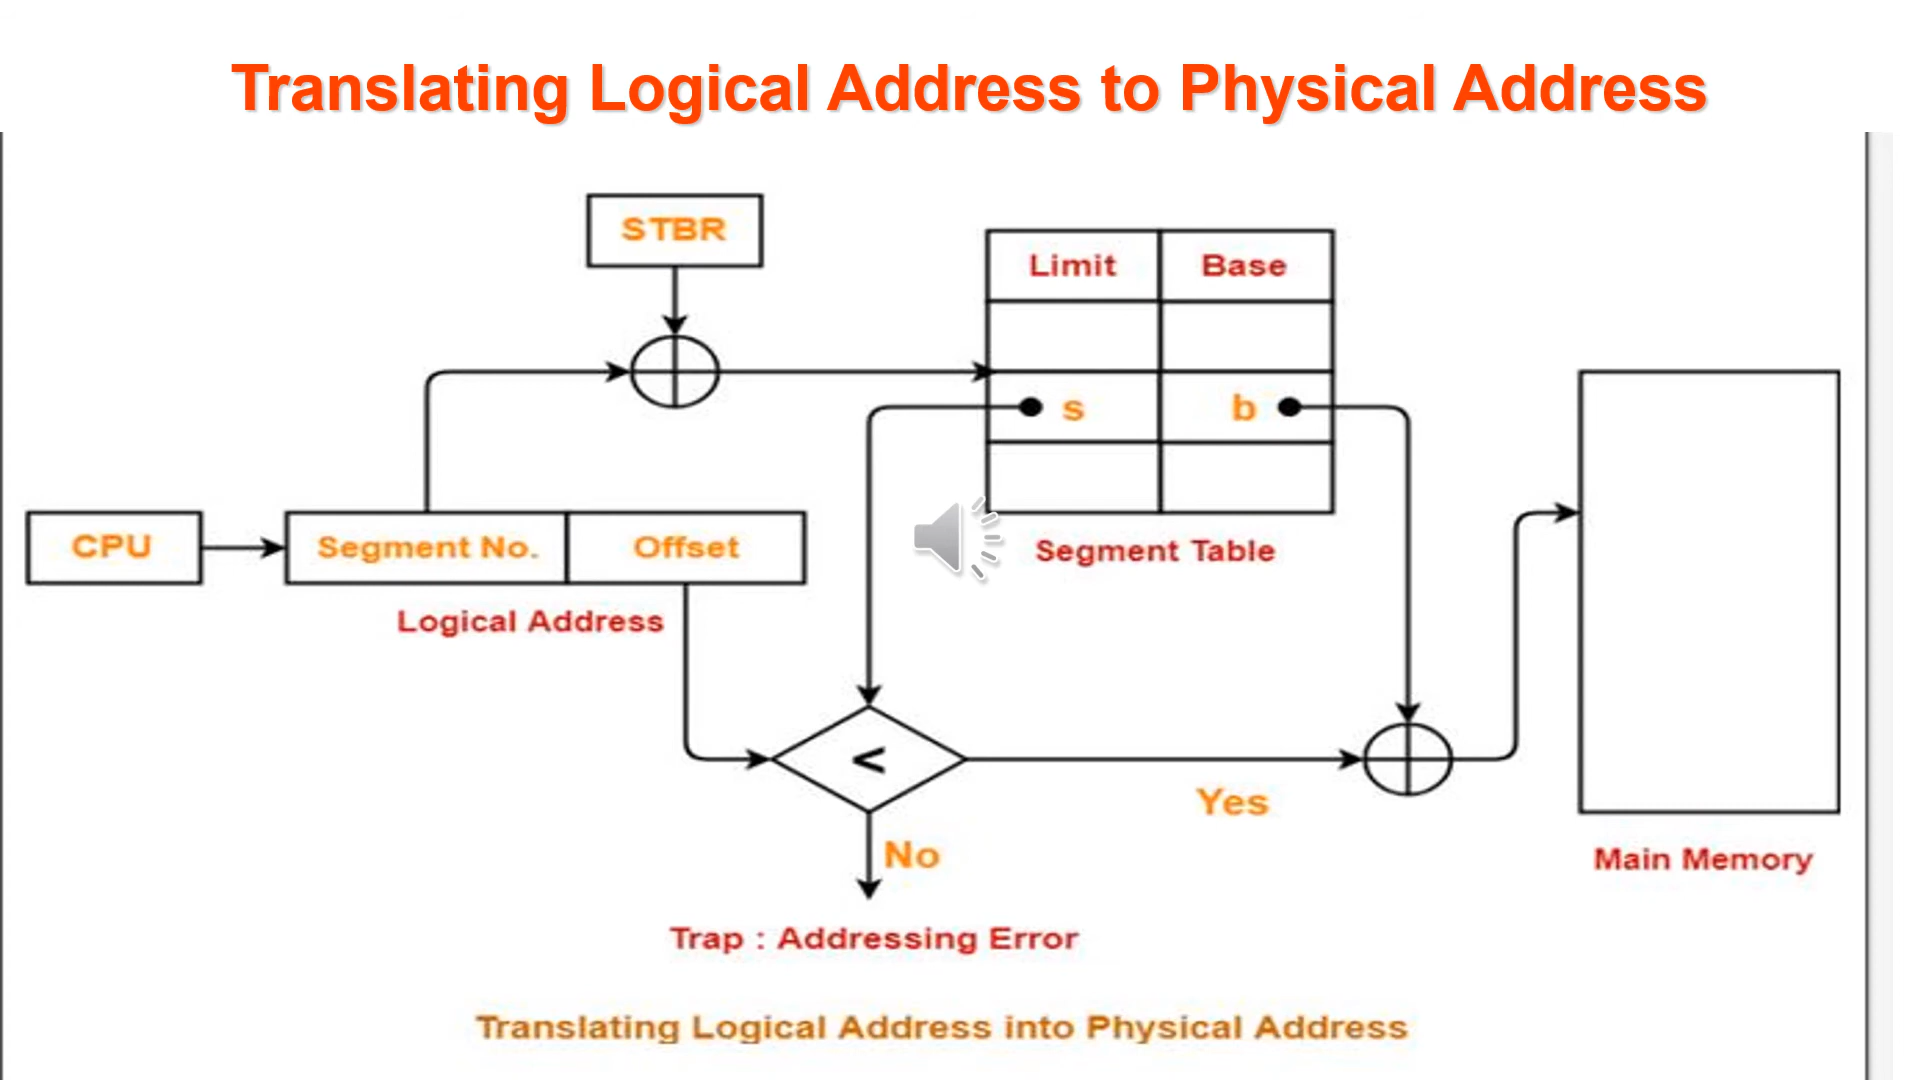 Translating Logical Address to Physical Address
STBR
Limit Base
s b
CPU
Segment No. Offset
Segment Table
Logical Address
<
Yes
No
Main Memory
Trap : Addressing Error
Translating Logical Address into Physical Address